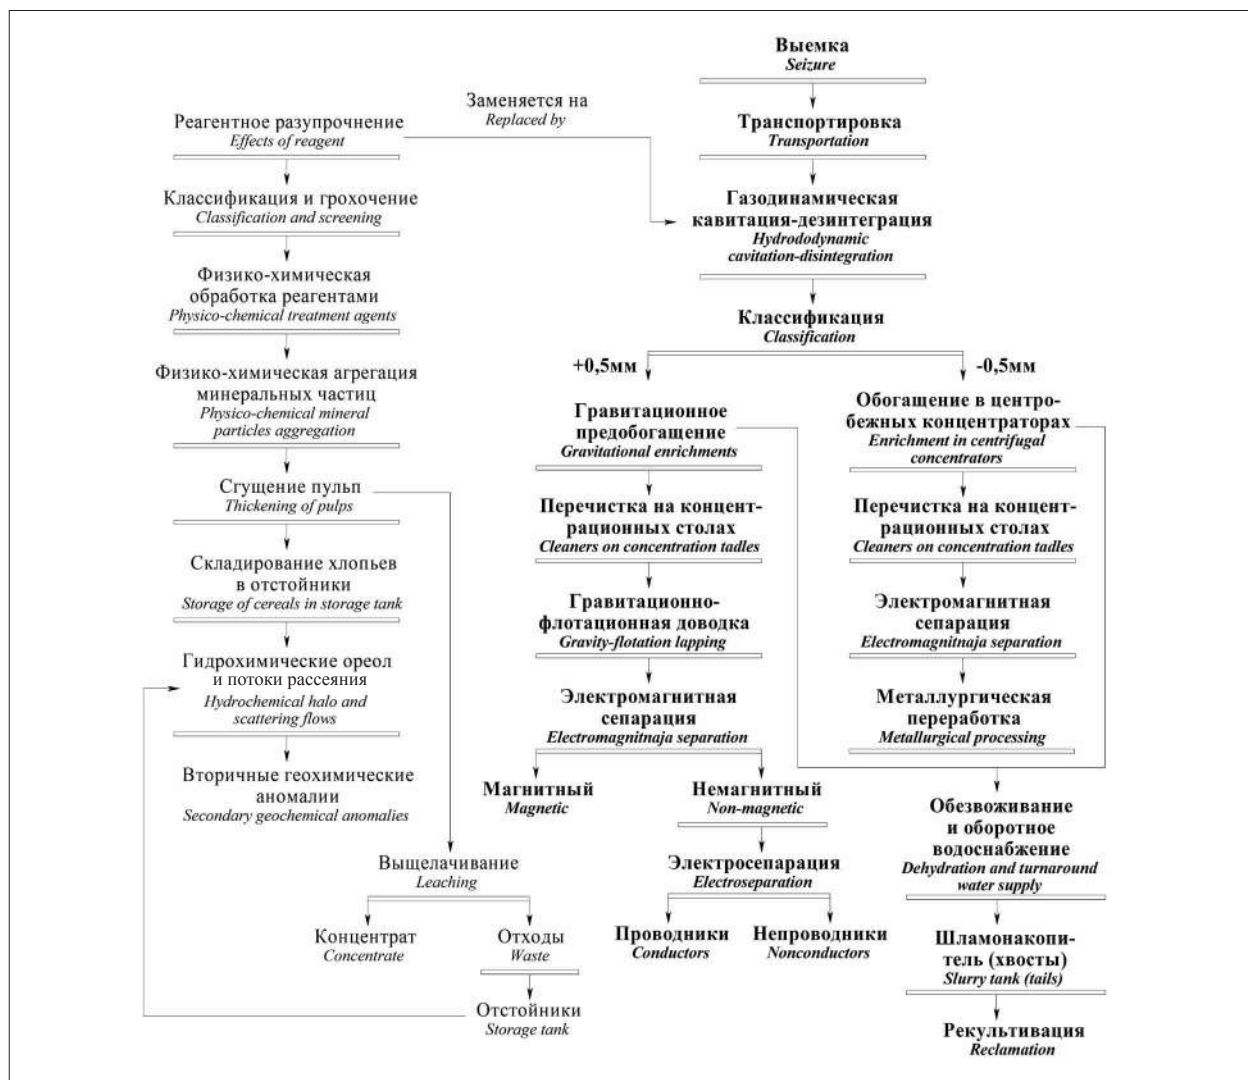 Выемка
Seizure
Заменяется на
Replaced by
Реагентное разупрочнение
Effects of reagent
Транспортировка
Transportation
Классификация и грохочение
Classification and screening
Газодинамическая
кавитация-дезинтеграция
Hydrododynamic
cavitation-disintegration
Физико-химическая
обработка реагентами
Physico-chemical treatment agents
Классификация
Classification
+0,5мм
-0,5мм
Физико-химическая агрегация
минеральных частиц
Physico-chemical mineral
particles aggregation
Гравитационное
предобогащение
Gravitational enrichments
Обогащение в центро-
бежных концентраторах
Enrichment in centrifugal
concentrators
Сгущение пульп
Thickening of pulps
Перечистка на концент-
рационных столах
Cleaners on concentration tadles
Перечистка на концент-
рационных столах
Cleaners on concentration tadles
Складирование хлопьев
в отстойники
Storage of cereals in storage tank
Гравитационно-
флотационная доводка
Gravity-flotation lapping
Электромагнитная
сепарация
Electromagnitnaja separation
Гидрохимические ореол
и потоки рассеяния
Hydrochemical halo and
scattering flows
Электромагнитная
сепарация
Electromagnitnaja separation
Металлургическая
переработка
Metallurgical processing
Вторичные геохимические
аномалии
Secondary geochemical anomalies
Магнитный
Magnetic
Немагнитный
Non-magnetic
Обезвоживание
и оборотное
водоснабжение
Dehydration and turnaround
water supply
Выщелачивание
Leaching
Электросепарация
Electroseparation
Концентрат
Concentrate
Отходы
Waste
Проводники
Conductors
Непроводники
Nonconductors
Шламонакопи-
тель (хвосты)
Slurry tank (tails)
Отстойники
Storage tank
Рекультивация
Reclamation